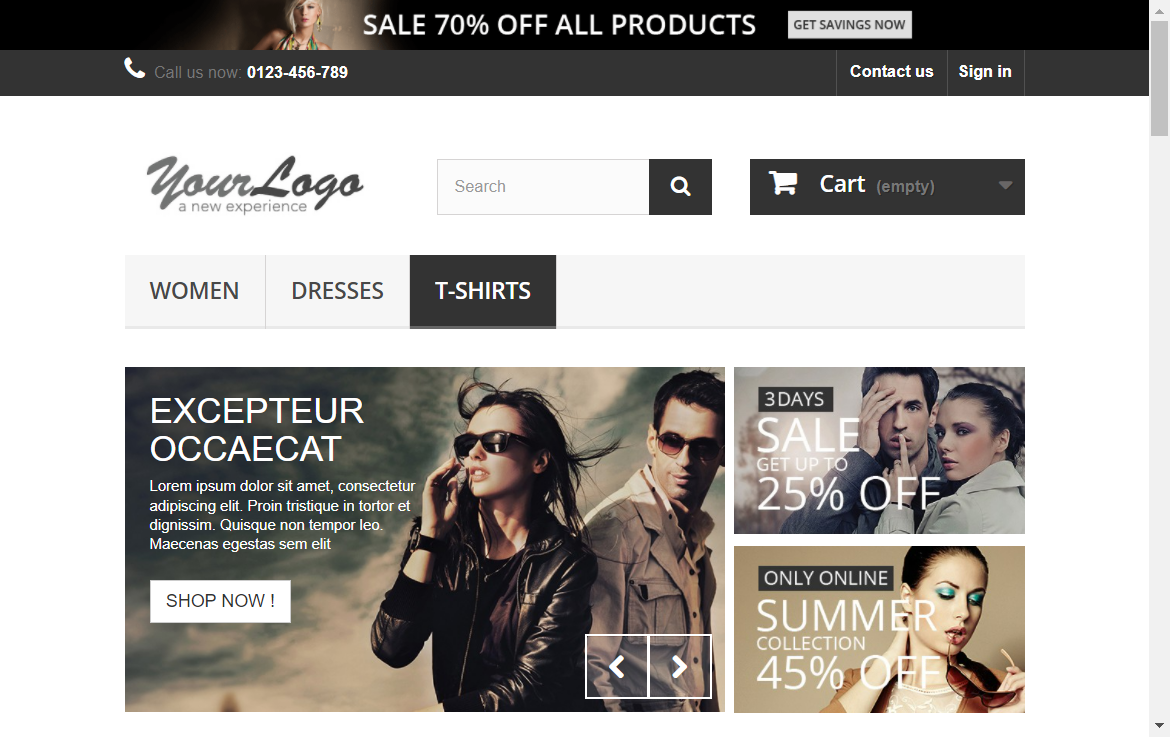 SALE 70% OFF ALL PRODUCTS GET SAVINGS NOW
Call us now: 0123-456-789 Contact us Sign in
YourLogo
a new experience
Search
Cart (empty)
WOMEN DRESSES T-SHIRTS
EXCEPTEUR
OCCAECAT
Lorem ipsum dolor sit amet, consectetur
adipiscing elit. Proin tristique in tortor et
dignissim. Quisque non tempor leo.
Maecenas egestas sem elit
SHOP NOW !
3DAYS
SALE
GET UP TO
25% OFF
ONLY ONLINE
SUMMER
COLLECTION
45% OFF